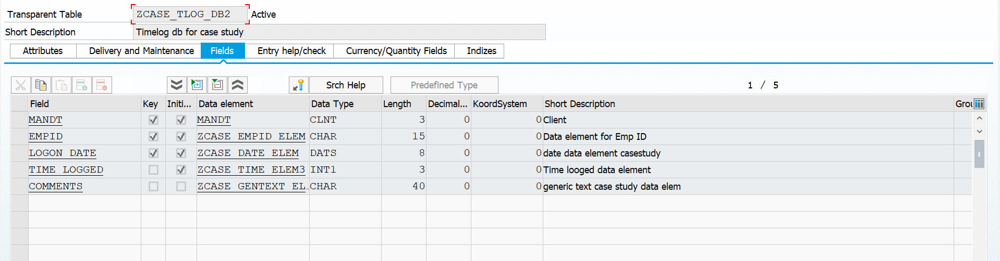 Transparent Table ZCASE_TLOG_DB2 Active
Short Description Timelog db for case study
Attributes Delivery and Maintenance Fields Entry help/check Currency/Quantity Fields Indizes
Srch Help Predefined Type 1 / 5
Field Key Initi... Data element Data Type Length Decimal... KoordSystem Short Description Grou
MANDT MANDT CLNT 3 0 0 Client
EMPID ZCASE_EMPID_ELEM CHAR 15 0 0 Data element for Emp ID
LOGON_DATE ZCASE_DATE_ELEM DATS 8 0 0 date data element casestudy
TIME_LOGGED ZCASE_TIME_ELEM3 INT1 3 0 0 Time looged data element
COMMENTS ZCASE_GENTEXT_EL... CHAR 40 0 0 generic text case study data elem